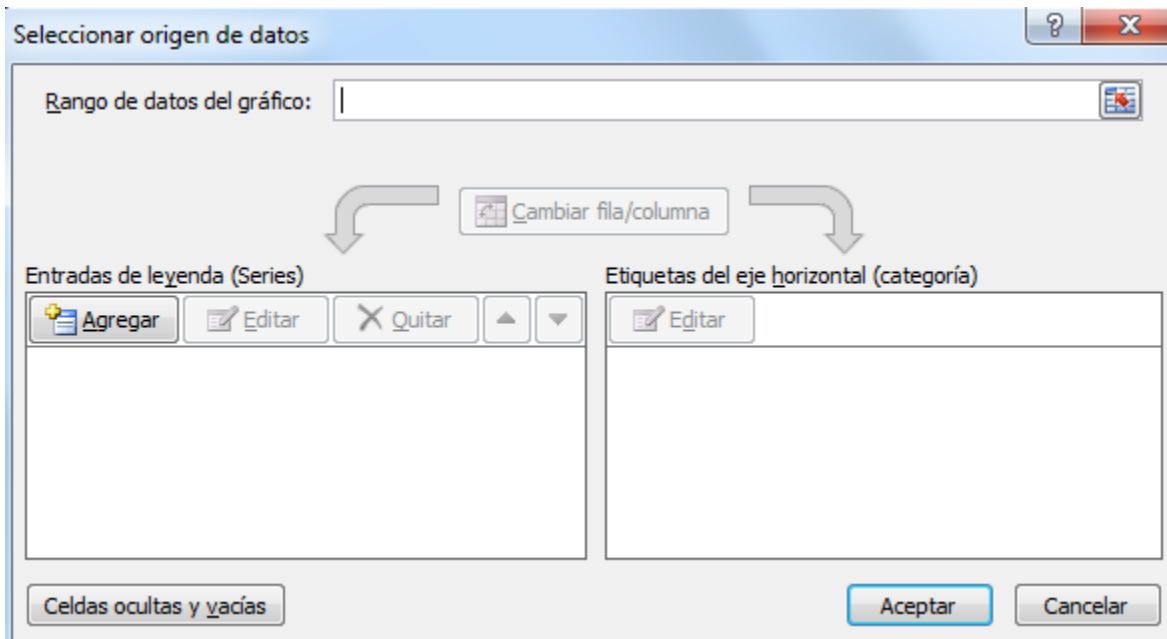 Seleccionar origen de datos
Rango de datos del gráfico:
Cambiar fila/columna
Entradas de leyenda (Series)
Etiquetas del eje horizontal (categoría)
Agregar Editar Quitar Editar
Celdas ocultas y vacías
Aceptar Cancelar